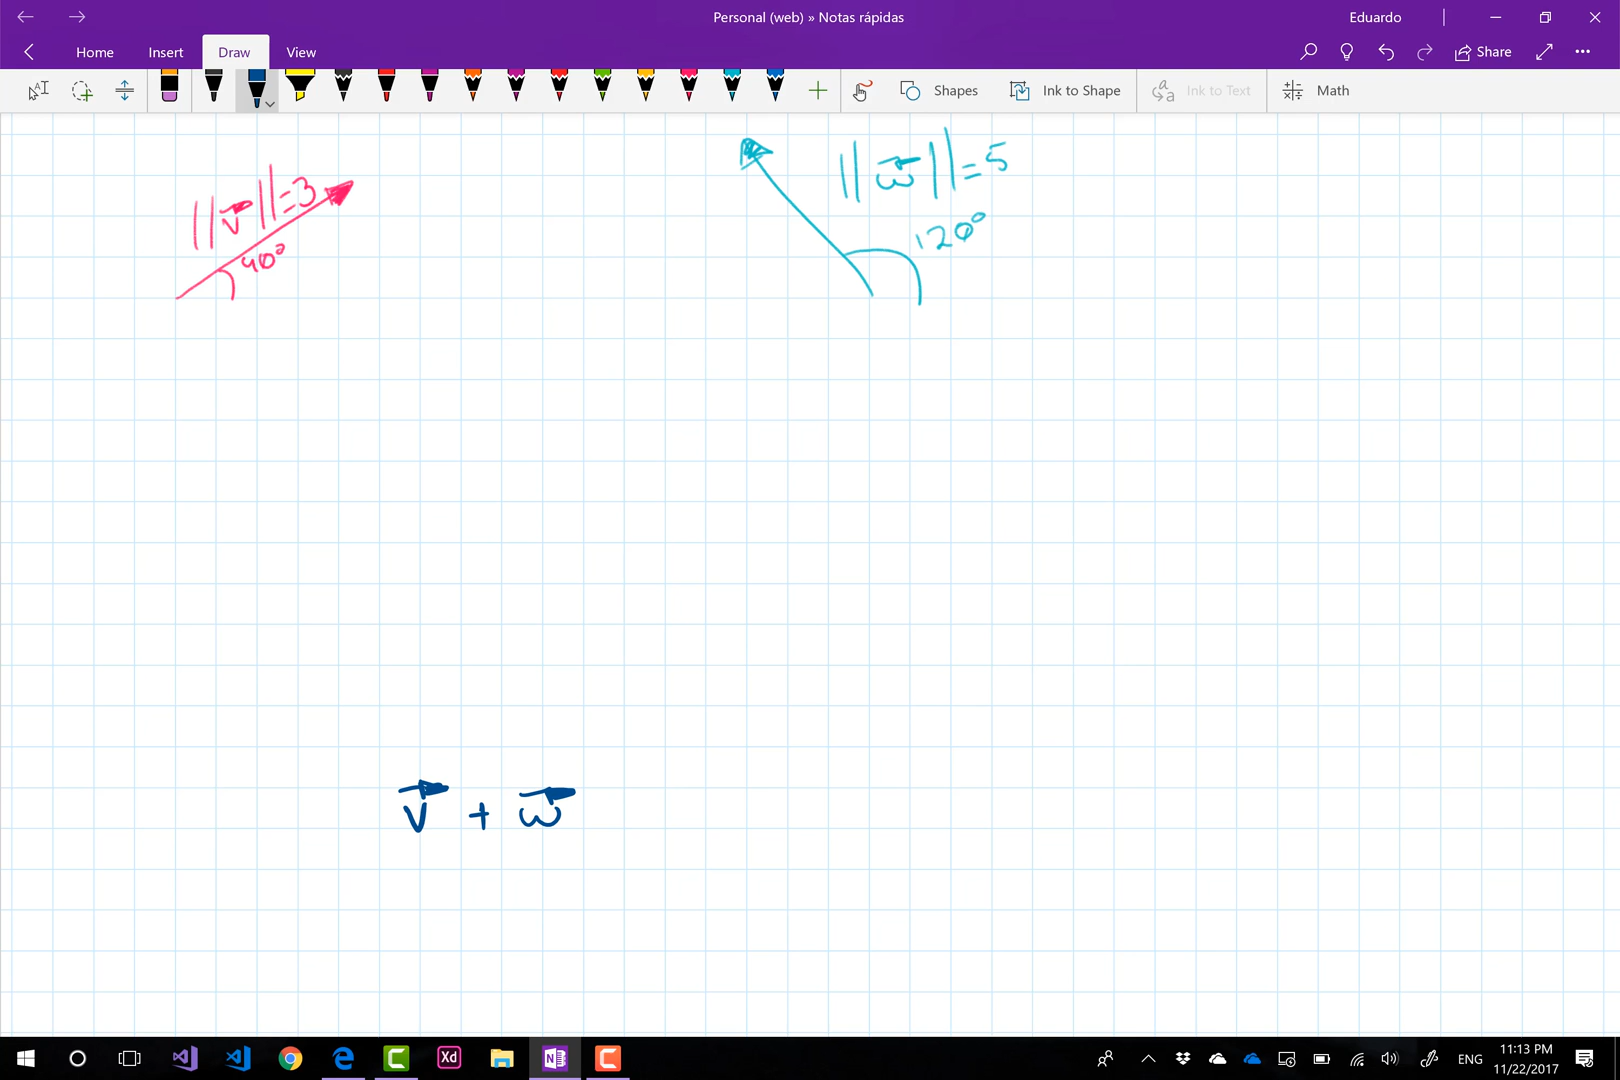 Personal (web) » Notas rápidas
Eduardo
Home Insert Draw View
Share
Shapes Ink to Shape Ink to Text Math
||v⃗||=3
40°
||w⃗||=5
120°
v⃗ + w⃗
Xd
ENG
11:13 PM
11/22/2017